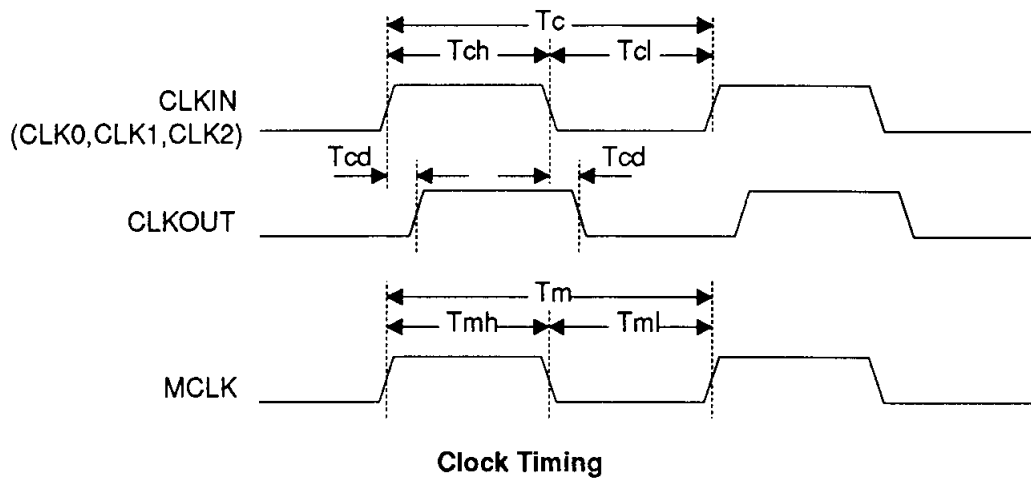 Tc
Tch Tcl
CLKIN
(CLK0,CLK1,CLK2)
Tcd Tcd
CLKOUT
Tm
Tmh Tml
MCLK
Clock Timing